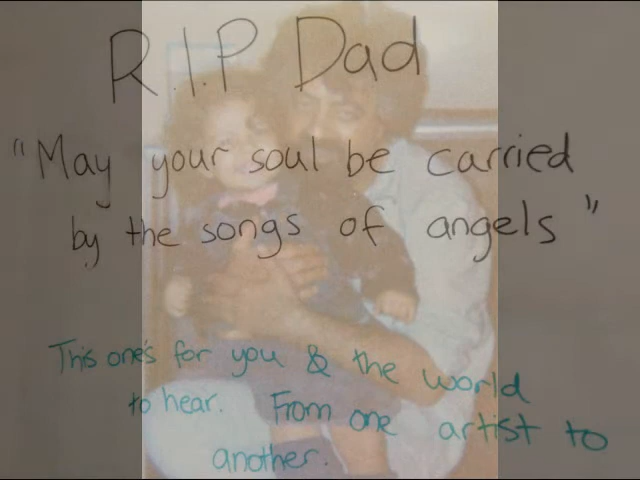 R.I.P Dad
"May your soul be carried
by the songs of angels"
This one's for you & the world
to hear. From one artist to
another.